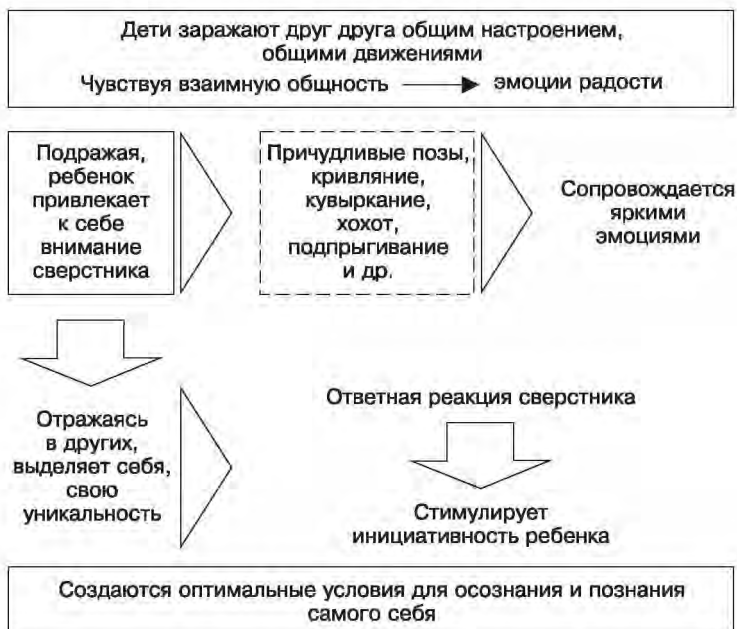 Дети заражают друг друга общим настроением,
общими движениями
Чувствуя взаимную общность эмоции радости
Подражая,
ребенок
привлекает
к себе
внимание
сверстника
Причудливые позы,
кривляние,
кувыркание,
хохот,
подпрыгивание
и др.
Сопровождается
яркими
эмоциями
Отражаясь
в других,
выделяет себя,
свою
уникальность
Ответная реакция сверстника
Стимулирует
инициативность ребенка
Создаются оптимальные условия для осознания и познания
самого себя